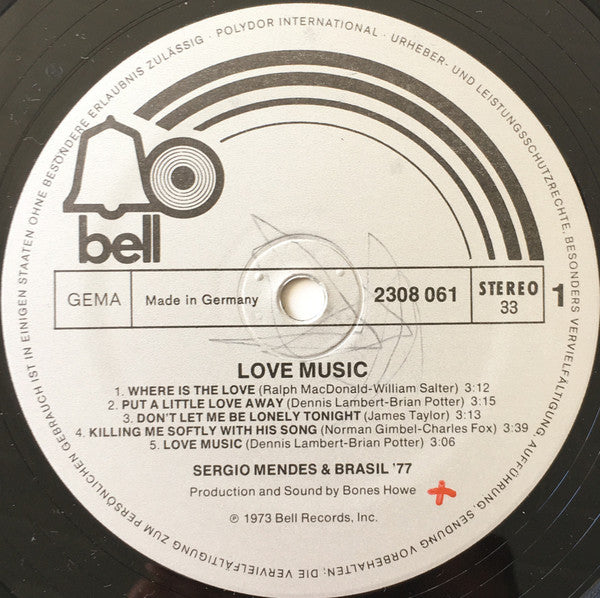 URHEBER- UND LEISTUNGSSCHUTZRECHTE, BESONDERS VERVIELFÄLTIGUNG, AUFFÜHRUNG, SENDUNG VORBEHALTEN; DIE VERVIELFÄLTIGUNG ZUM PERSÖNLICHEN GEBRAUCH IST IN EINIGEN STAATEN OHNE BESONDERE ERLAUBNIS ZULÄSSIG · POLYDOR INTERNATIONAL ·
bell
GEMA
Made in Germany
2308 061
STEREO
33
1
LOVE MUSIC
1. WHERE IS THE LOVE (Ralph MacDonald-William Salter) 3:12
2. PUT A LITTLE LOVE AWAY (Dennis Lambert-Brian Potter) 3:15
3. DON'T LET ME BE LONELY TONIGHT (James Taylor) 3:13
4. KILLING ME SOFTLY WITH HIS SONG (Norman Gimbel-Charles Fox) 3:39
5. LOVE MUSIC (Dennis Lambert-Brian Potter) 3:06
SERGIO MENDES & BRASIL '77
Production and Sound by Bones Howe
℗ 1973 Bell Records, Inc.